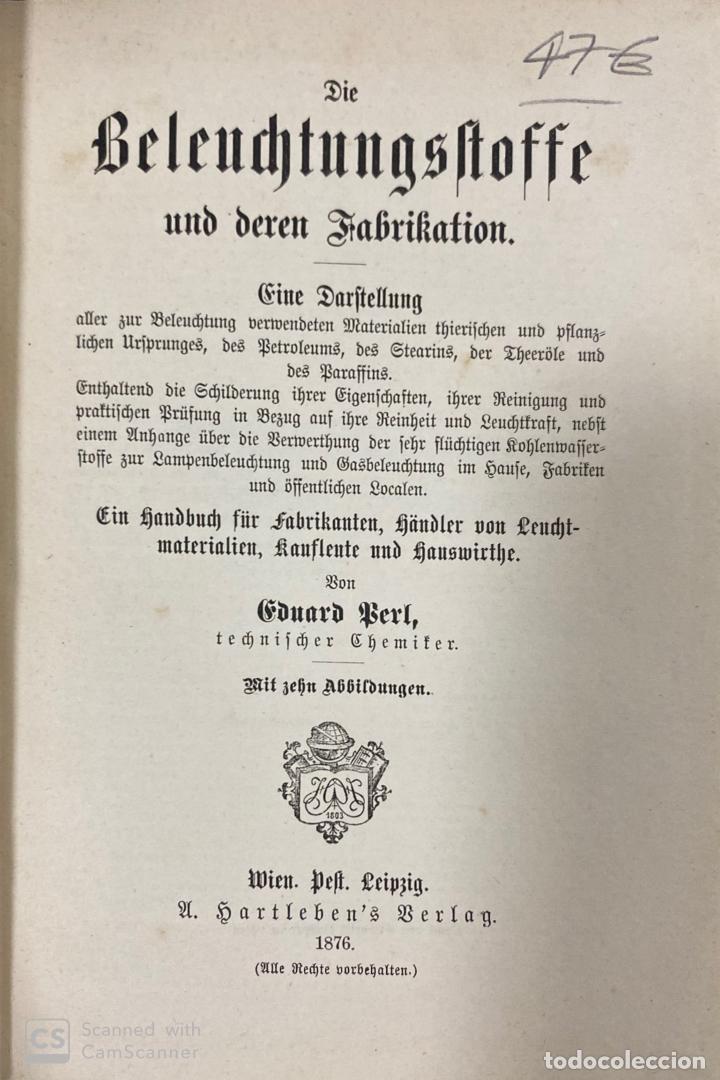 47 €
Die
Beleuchtungsstoffe
und deren Fabrikation.
Eine Darstellung
aller zur Beleuchtung verwendeten Materialien thierischen und pflanz-
lichen Ursprunges, des Petroleums, des Stearins, der Theeröle und
des Paraffins.
Enthaltend die Schilderung ihrer Eigenschaften, ihrer Reinigung und
praktischen Prüfung in Bezug auf ihre Reinheit und Leuchtkraft, nebst
einem Anhange über die Verwerthung der sehr flüchtigen Kohlenwasser-
stoffe zur Lampenbeleuchtung und Gasbeleuchtung im Hause, Fabriken
und öffentlichen Localen.
Ein Handbuch für Fabrikanten, Händler von Leucht-
materialien, Kaufleute und Hauswirthe.
Von
Eduard Perl,
technischer Chemiker.
Mit zehn Abbildungen.
1803
Wien. Pest. Leipzig.
A. Hartleben's Verlag.
1876.
(Alle Rechte vorbehalten.)
CS Scanned with
CamScanner
todocoleccion